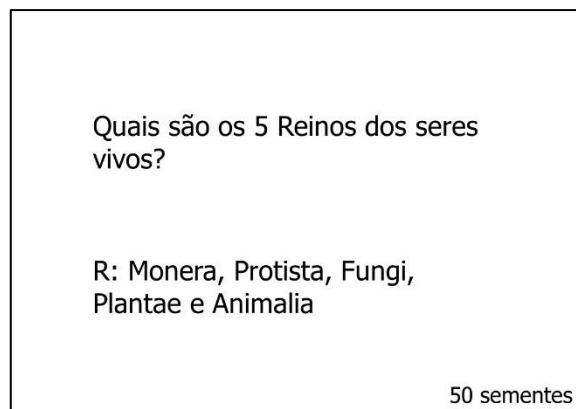 Quais são os 5 Reinos dos seres
vivos?
R: Monera, Protista, Fungi,
Plantae e Animalia
50 sementes